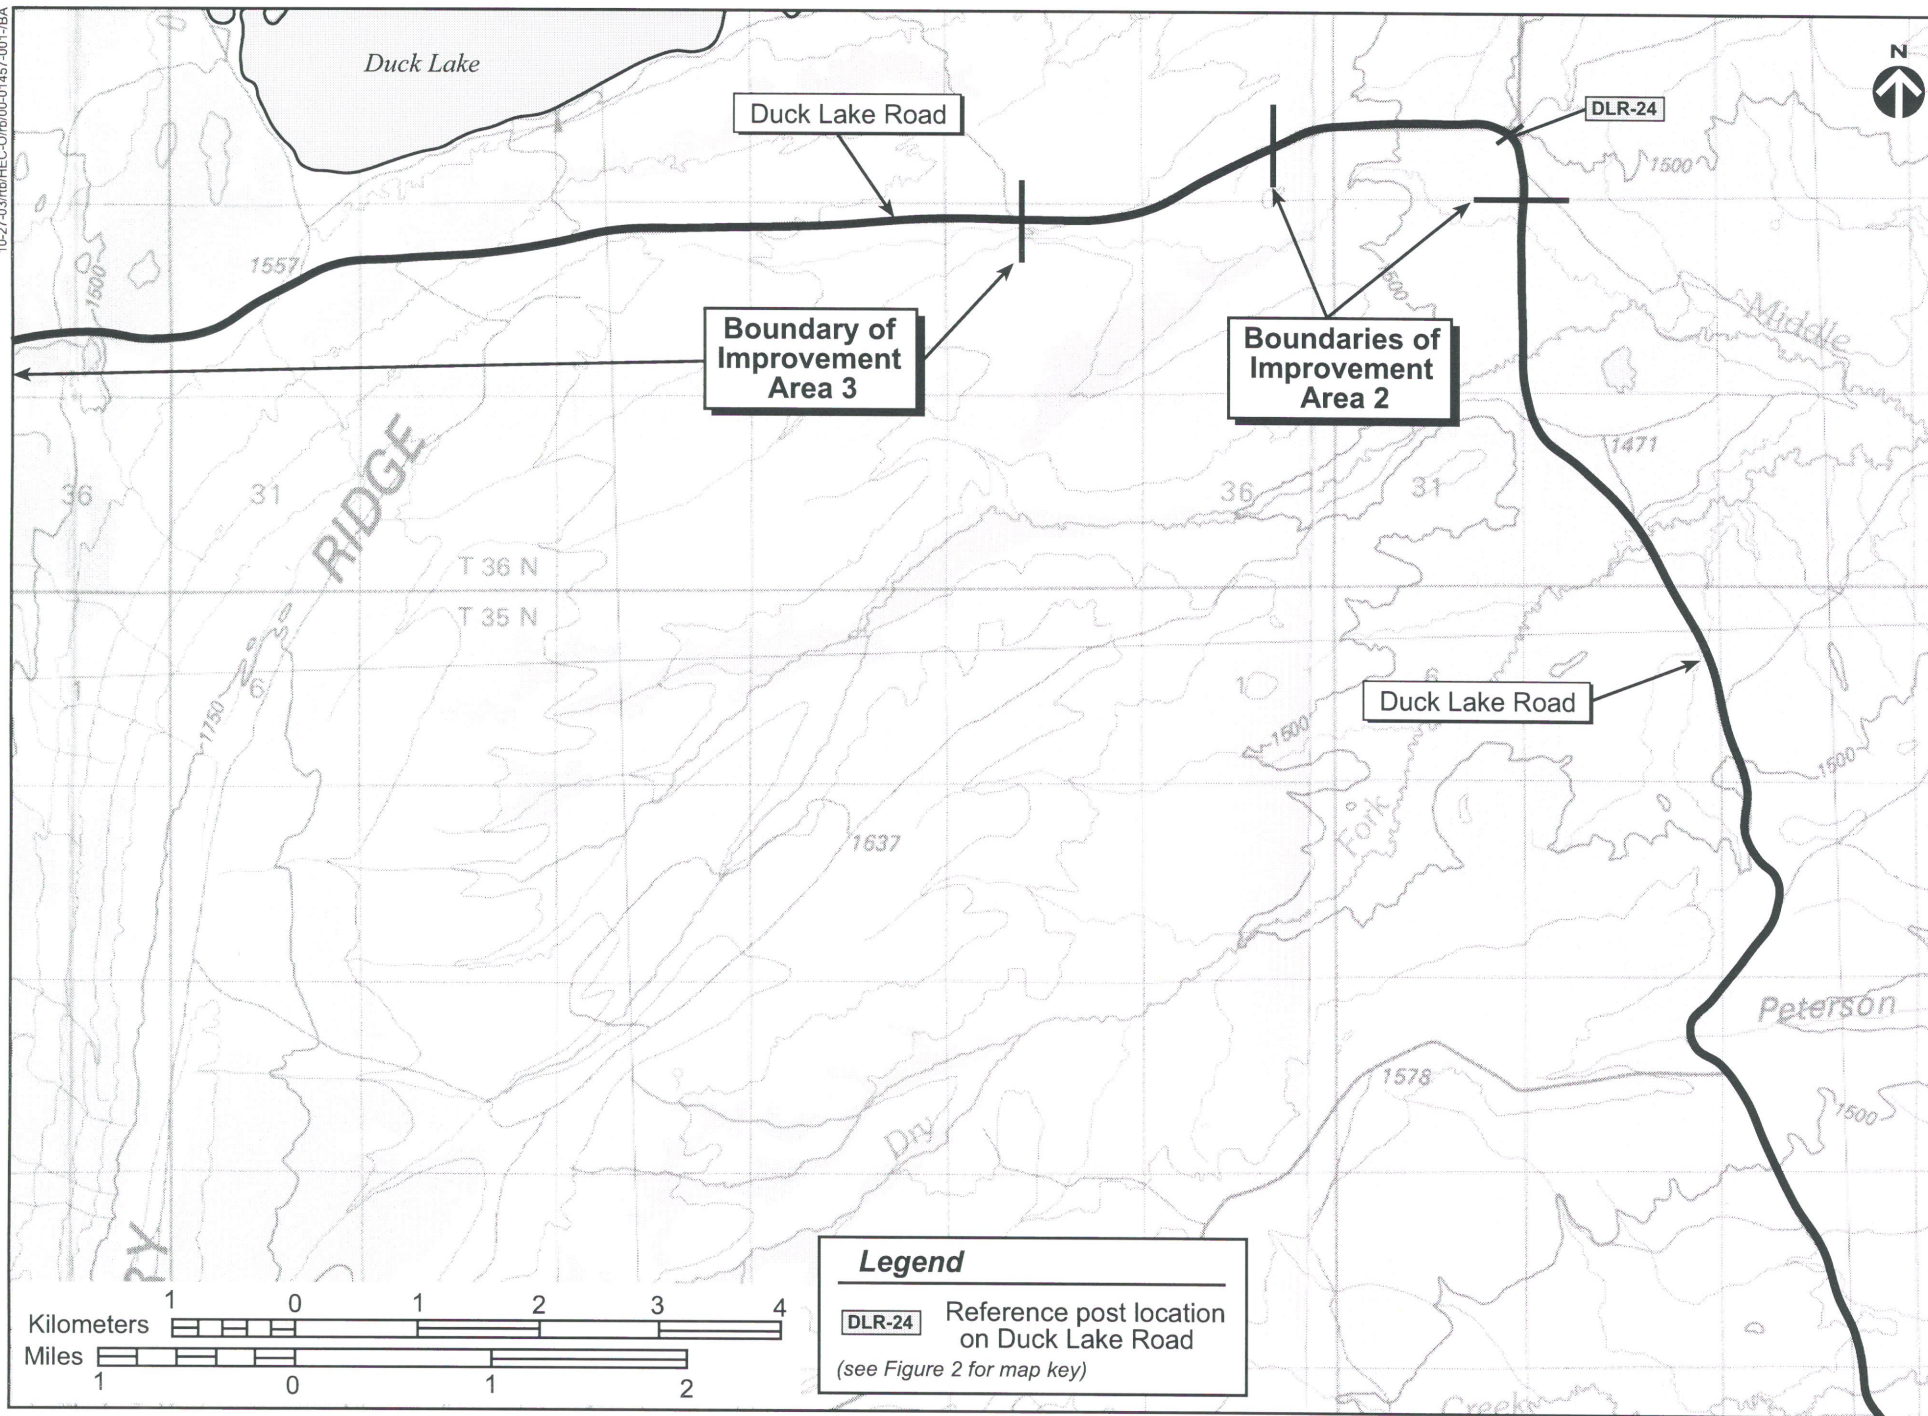 Duck Lake
N
DLR-24
Duck Lake Road
1500
1557
1500
1500
Middle
Boundary of
Improvement
Area 3
Boundaries of
Improvement
Area 2
1471
36
31
RIDGE
36
31
T 36 N
T 35 N
1
6
1
6
1750
Duck Lake Road
1500
1500
Fork
1637
Peterson
1578
1500
Dry
RY
Creek
Kilometers
1 0 1 2 3 4
Miles
1 0 1 2
Legend
DLR-24 Reference post location
on Duck Lake Road
(see Figure 2 for map key)